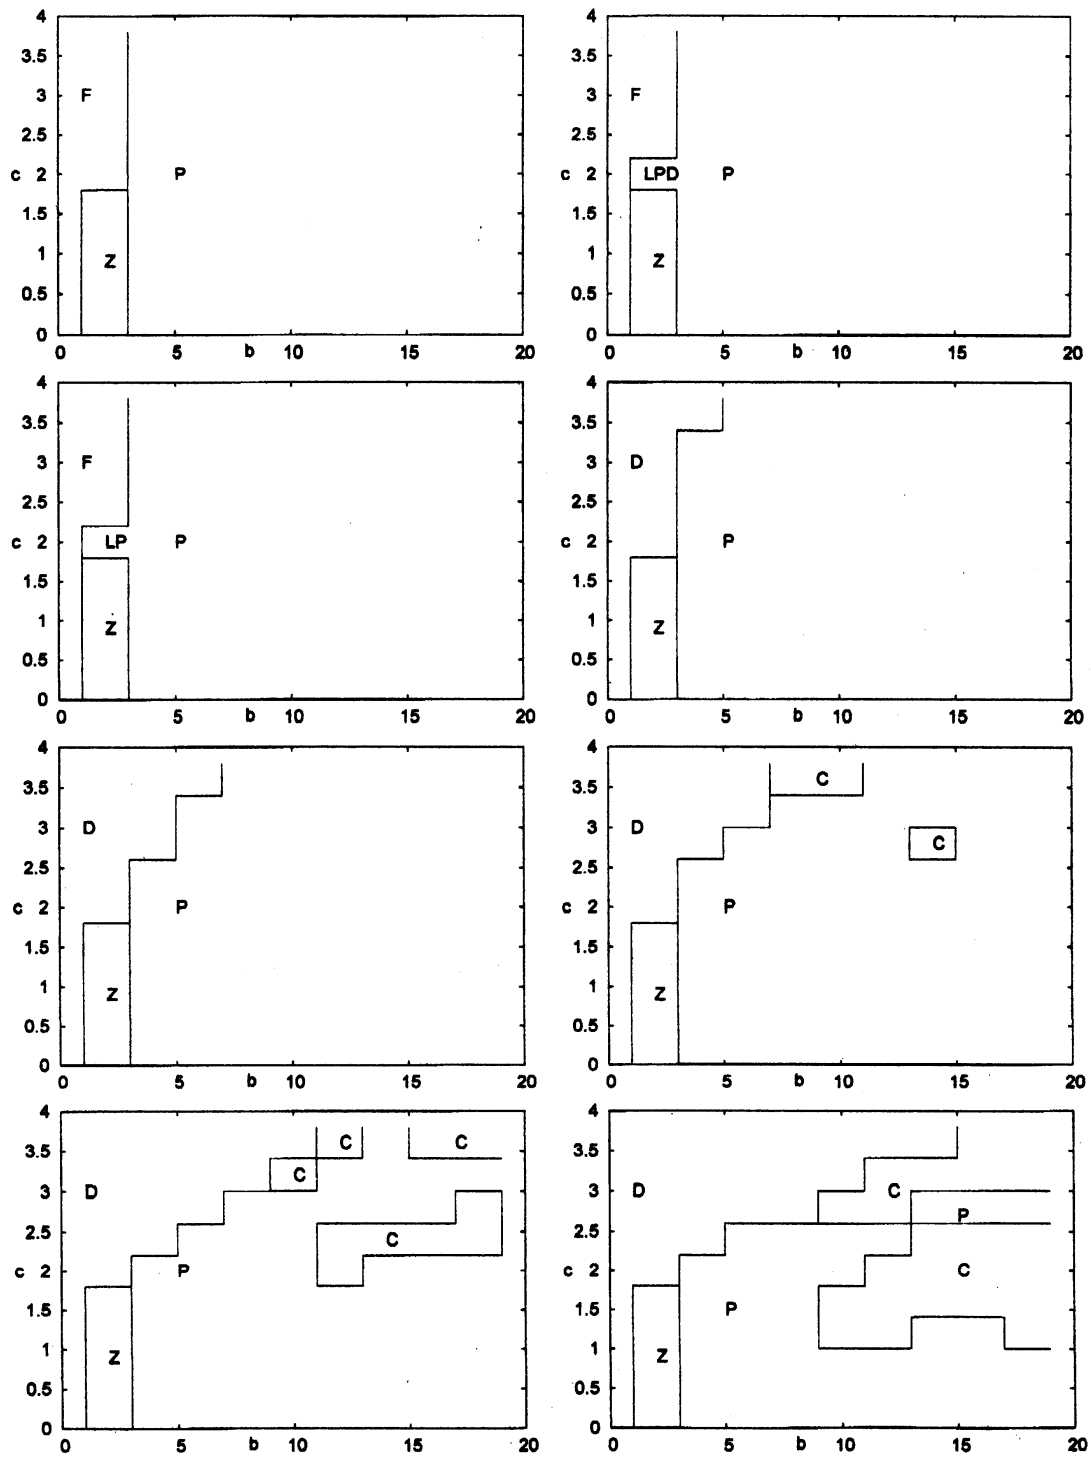 4 4
3.5 3.5
3 F 3 F
2.5 2.5
c 2 P c 2 LPD P
1.5 1.5
1 Z 1 Z
0.5 0.5
0 0
0 5 b 10 15 20 0 5 b 10 15 20
4 4
3.5 3.5
3 F 3 D
2.5 2.5
c 2 LP P c 2 P
1.5 1.5
1 Z 1 Z
0.5 0.5
0 0
0 5 b 10 15 20 0 5 b 10 15 20
4 4
3.5 3.5 C
3 D 3 D C
2.5 2.5
c 2 P c 2 P
1.5 1.5
1 Z 1 Z
0.5 0.5
0 0
0 5 b 10 15 20 0 5 b 10 15 20
4 4
3.5 C C 3.5
3 D C 3 D C
2.5 C 2.5 P
c 2 P c 2 C
1.5 1.5 P
1 Z 1 Z
0.5 0.5
0 0
0 5 b 10 15 20 0 5 b 10 15 20